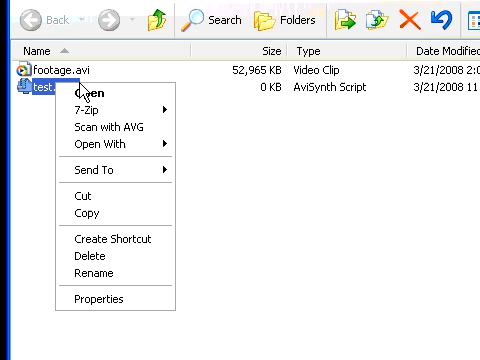 Back Search Folders
Name Size Type Date Modified
footage.avi 52,965 KB Video Clip 3/21/2008 2:0
test. 0 KB AviSynth Script 3/21/2008 11
Open
7-Zip
Scan with AVG
Open With
Send To
Cut
Copy
Create Shortcut
Delete
Rename
Properties